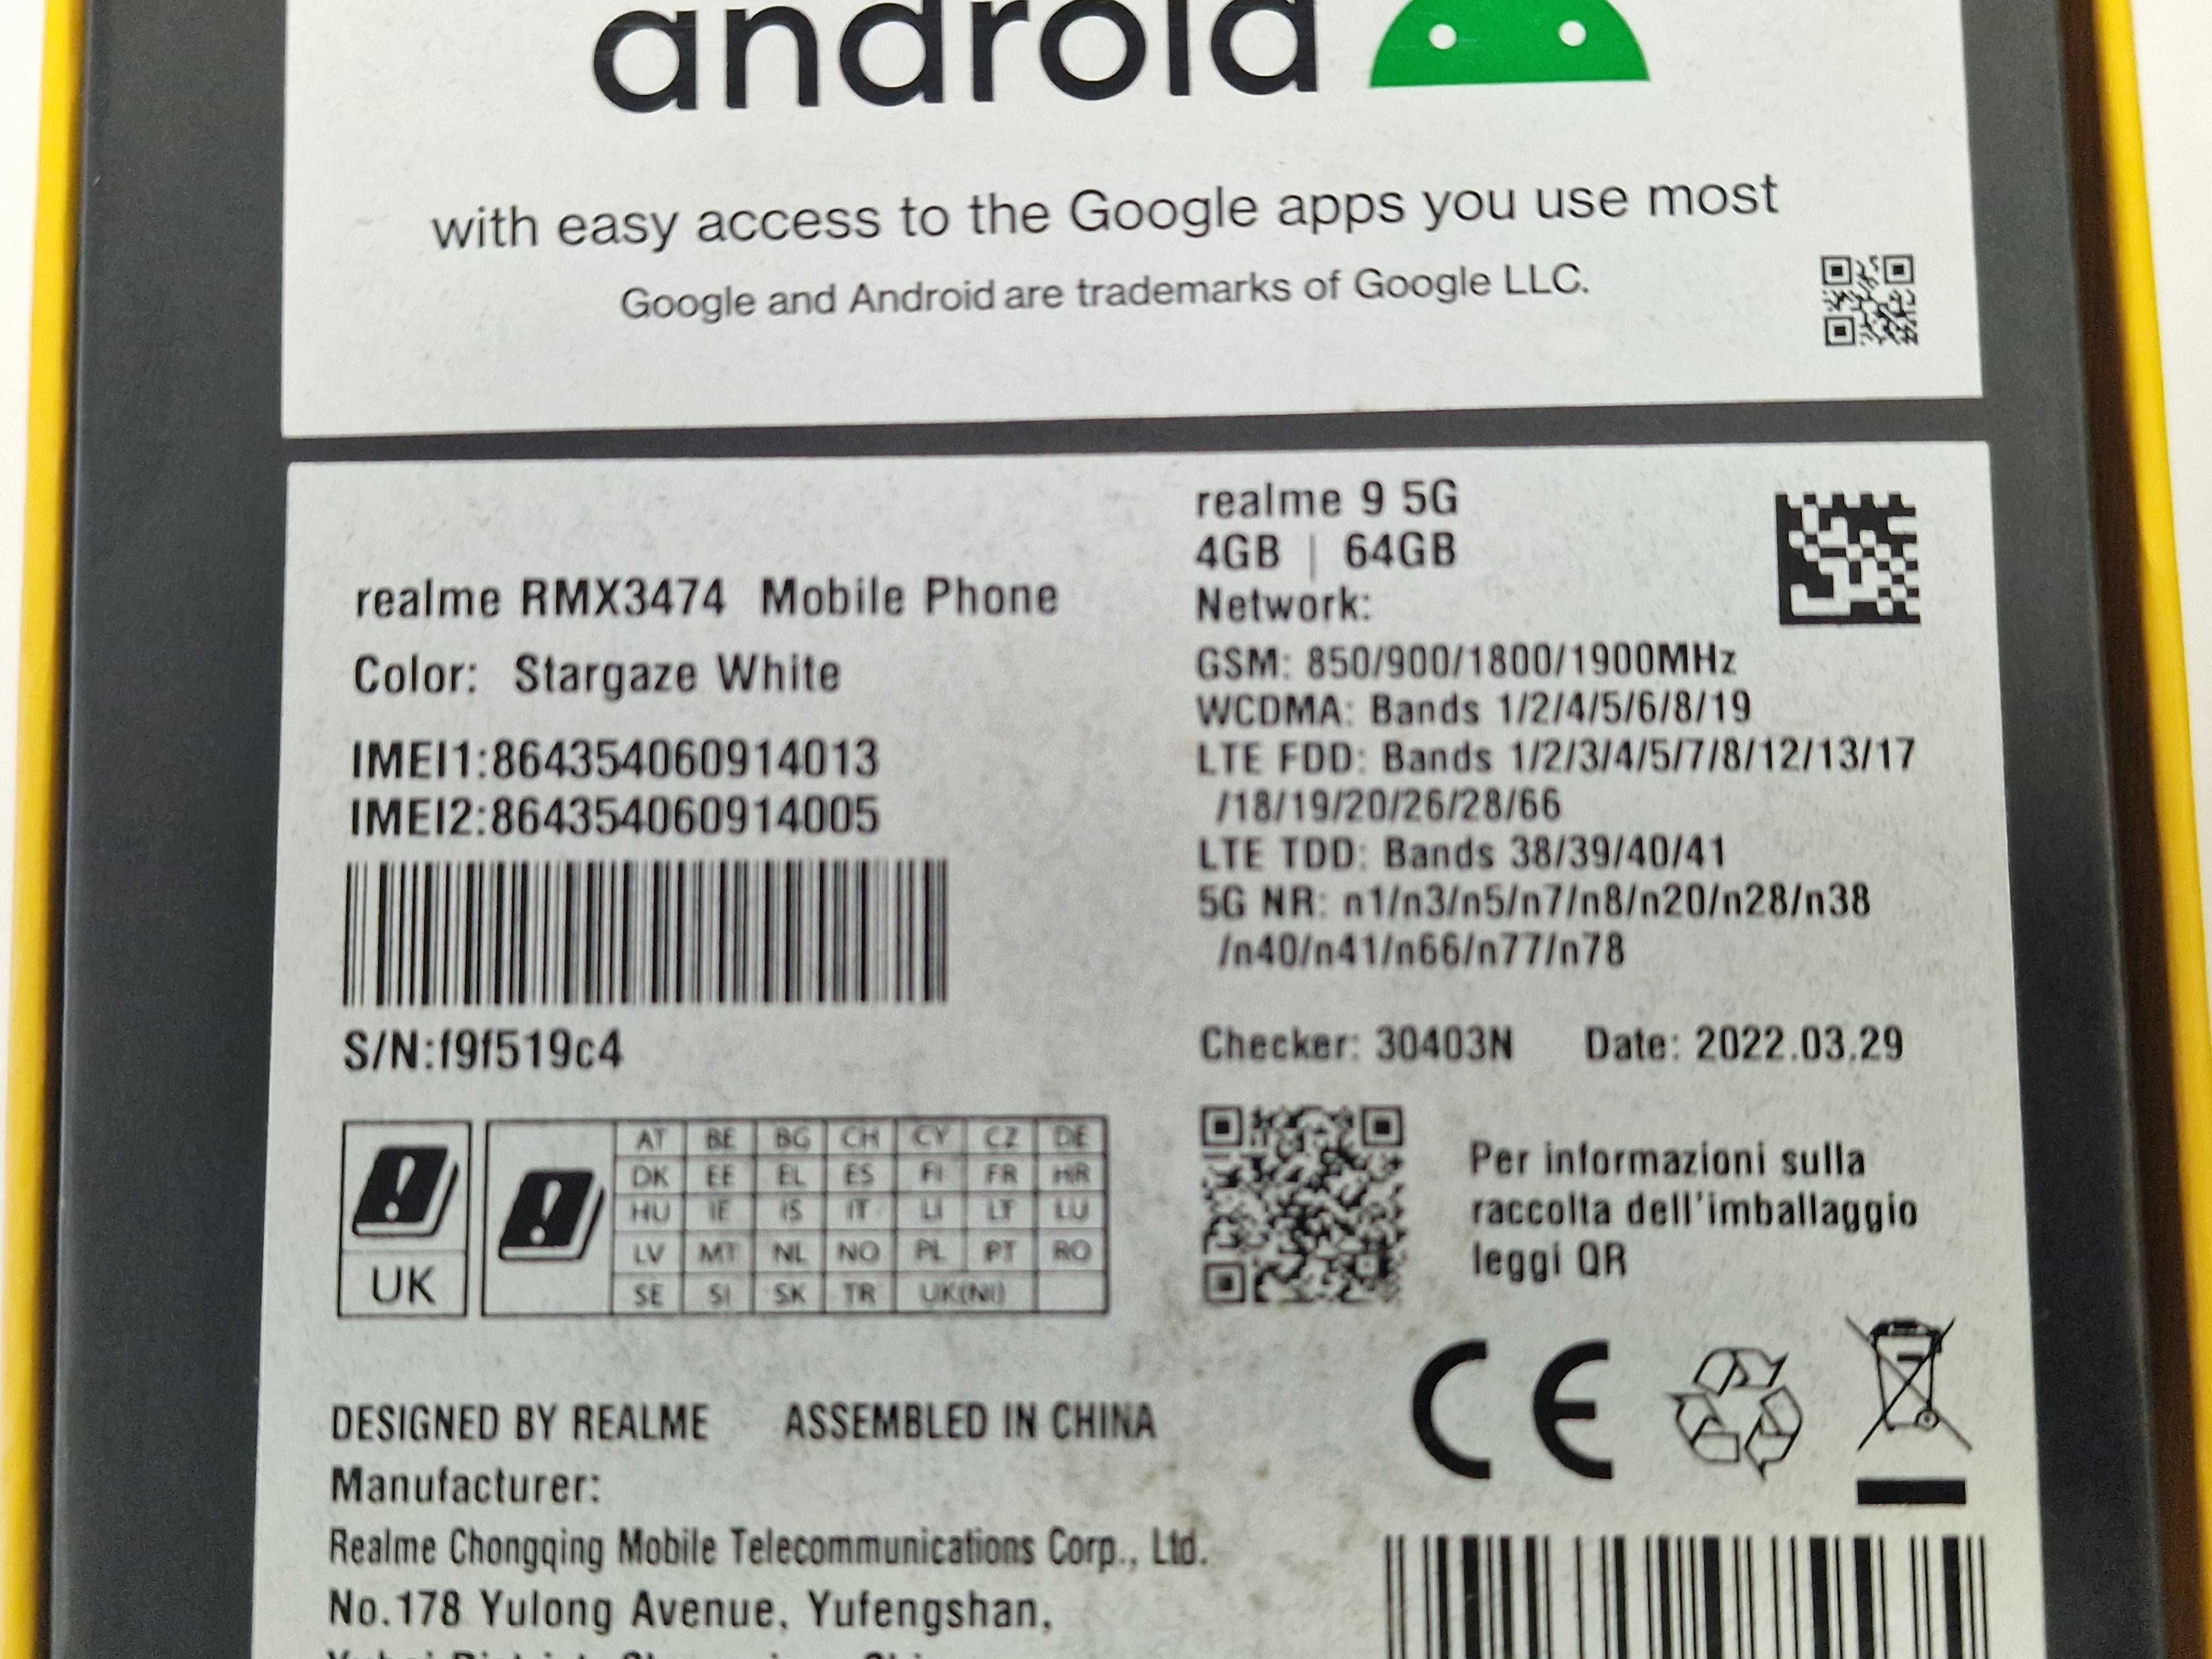 android
with easy access to the Google apps you use most
Google and Android are trademarks of Google LLC.
realme RMX3474 Mobile Phone
Color: Stargaze White
IMEI1:864354060914013
IMEI2:864354060914005
S/N:f9f519c4
realme 9 5G
4GB | 64GB
Network:
GSM: 850/900/1800/1900MHz
WCDMA: Bands 1/2/4/5/6/8/19
LTE FDD: Bands 1/2/3/4/5/7/8/12/13/17
/18/19/20/26/28/66
LTE TDD: Bands 38/39/40/41
5G NR: n1/n3/n5/n7/n8/n20/n28/n38
/n40/n41/n66/n77/n78
Checker: 30403N Date: 2022.03.29
UK
AT BE BG CH CY CZ DE
DK EE EL ES FI FR HR
HU IE IS IT LI LT LU
LV MT NL NO PL PT RO
SE SI SK TR UK(NI)
Per informazioni sulla
raccolta dell'imballaggio
leggi QR
CE
DESIGNED BY REALME ASSEMBLED IN CHINA
Manufacturer:
Realme Chongqing Mobile Telecommunications Corp., Ltd.
No.178 Yulong Avenue, Yufengshan,